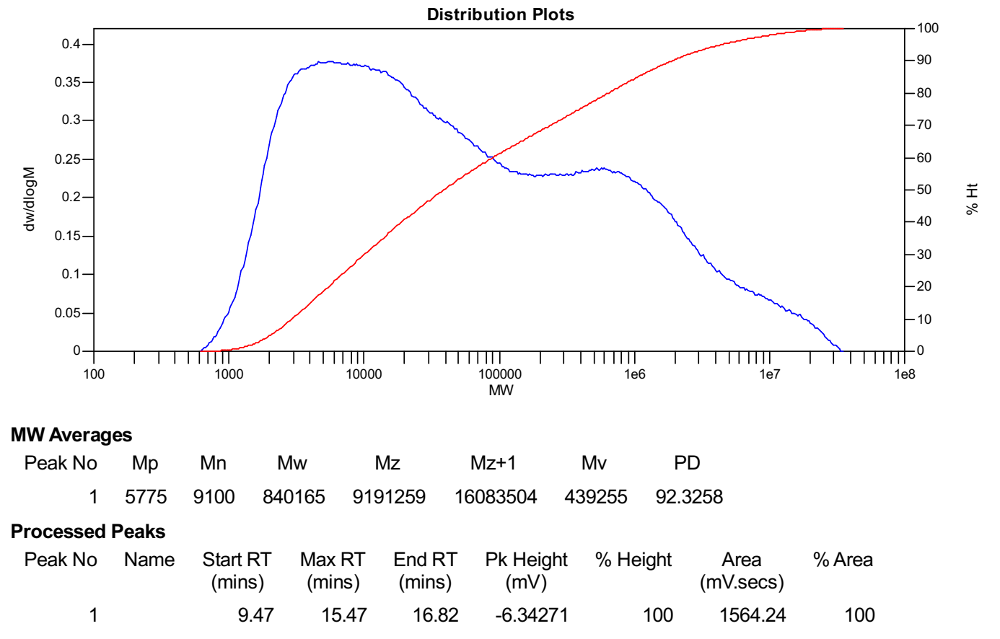 Distribution Plots
0.4
0.35
0.3
0.25
0.2
0.15
0.1
0.05
0
dw/dlogM
100
90
80
70
60
50
40
30
20
10
0
% Ht
100 1000 10000 100000 1e6 1e7 1e8
MW
MW Averages
Peak No Mp Mn Mw Mz Mz+1 Mv PD
1 5775 9100 840165 9191259 16083504 439255 92.3258
Processed Peaks
Peak No Name Start RT Max RT End RT Pk Height % Height Area % Area
(mins) (mins) (mins) (mV) (mV.secs)
1 9.47 15.47 16.82 -6.34271 100 1564.24 100